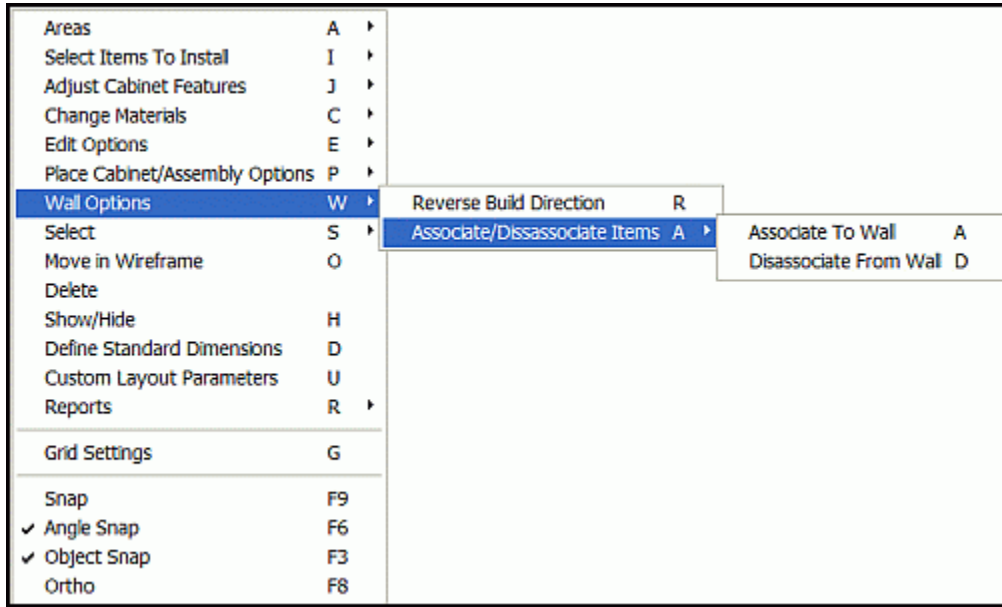 Areas A
Select Items To Install I
Adjust Cabinet Features J
Change Materials C
Edit Options E
Place Cabinet/Assembly Options P
Wall Options W
Select S
Move in Wireframe O
Delete
Show/Hide H
Define Standard Dimensions D
Custom Layout Parameters U
Reports R
Grid Settings G
Snap F9
Angle Snap F6
Object Snap F3
Ortho F8
Reverse Build Direction R
Associate/Dissassociate Items A
Associate To Wall A
Disassociate From Wall D